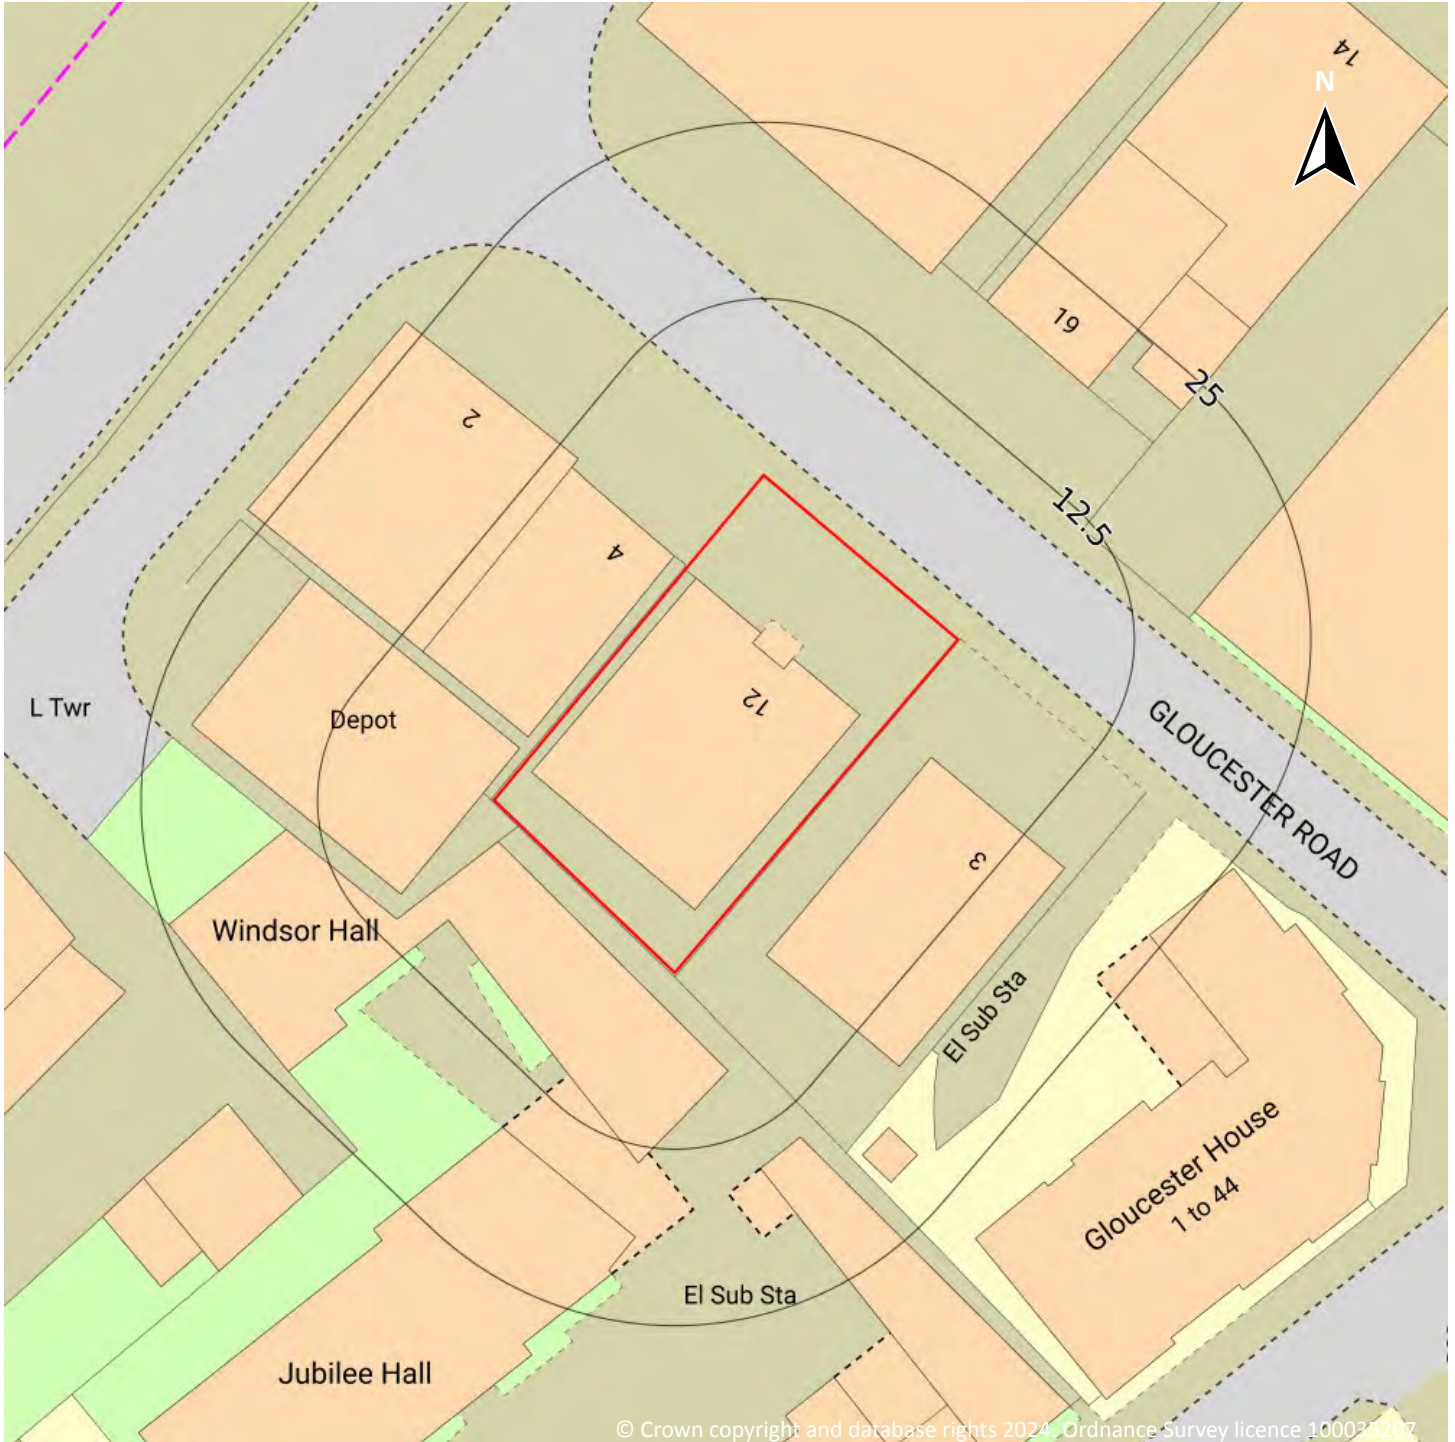 14
N
19
25
2
12.5
4
12
L Twr
Depot
GLOUCESTER ROAD
3
Windsor Hall
El Sub Sta
Gloucester House
1 to 44
El Sub Sta
Jubilee Hall
© Crown copyright and database rights 2024. Ordnance Survey licence 100035207